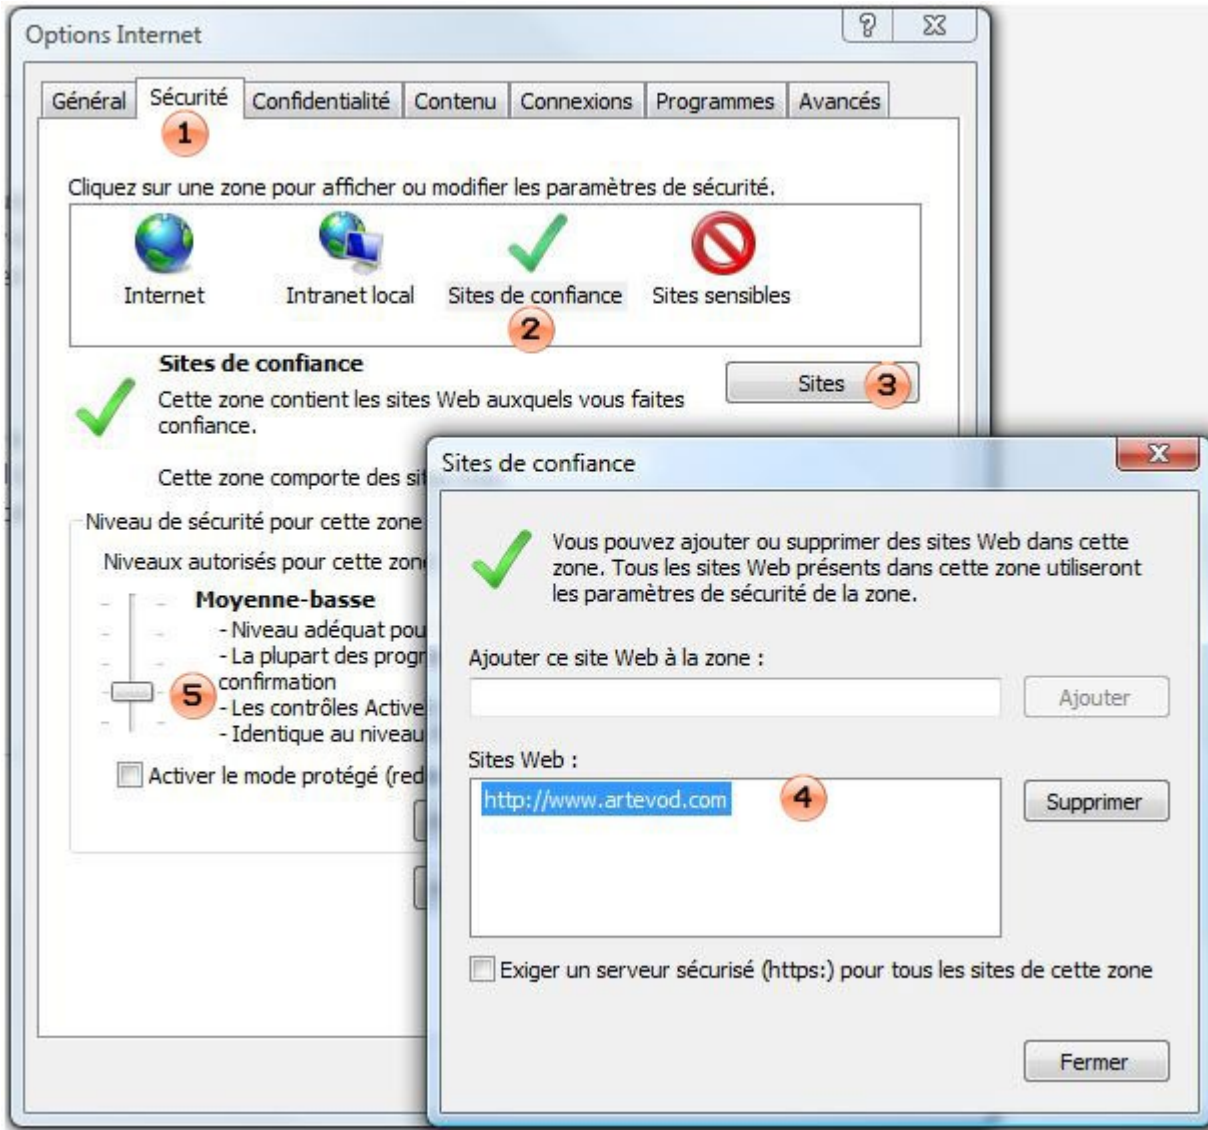 Options Internet
Général Sécurité Confidentialité Contenu Connexions Programmes Avancés
1
Cliquez sur une zone pour afficher ou modifier les paramètres de sécurité.
Internet Intranet local Sites de confiance Sites sensibles
2
Sites de confiance
Sites 3
Cette zone contient les sites Web auxquels vous faites
confiance.
Cette zone comporte des
Niveau de sécurité pour cette zone
Niveaux autorisés pour cette
Moyenne-basse
- Niveau adéquat
- La plupart des
confirmation
5
- Les contrôles
- Identique au niveau
Activer le mode protégé
Sites de confiance
Vous pouvez ajouter ou supprimer des sites Web dans cette
zone. Tous les sites Web présents dans cette zone utiliseront
les paramètres de sécurité de la zone.
Ajouter ce site Web à la zone :
Ajouter
Sites Web :
http://www.artevod.com 4
Supprimer
Exiger un serveur sécurisé (https:) pour tous les sites de cette zone
Fermer